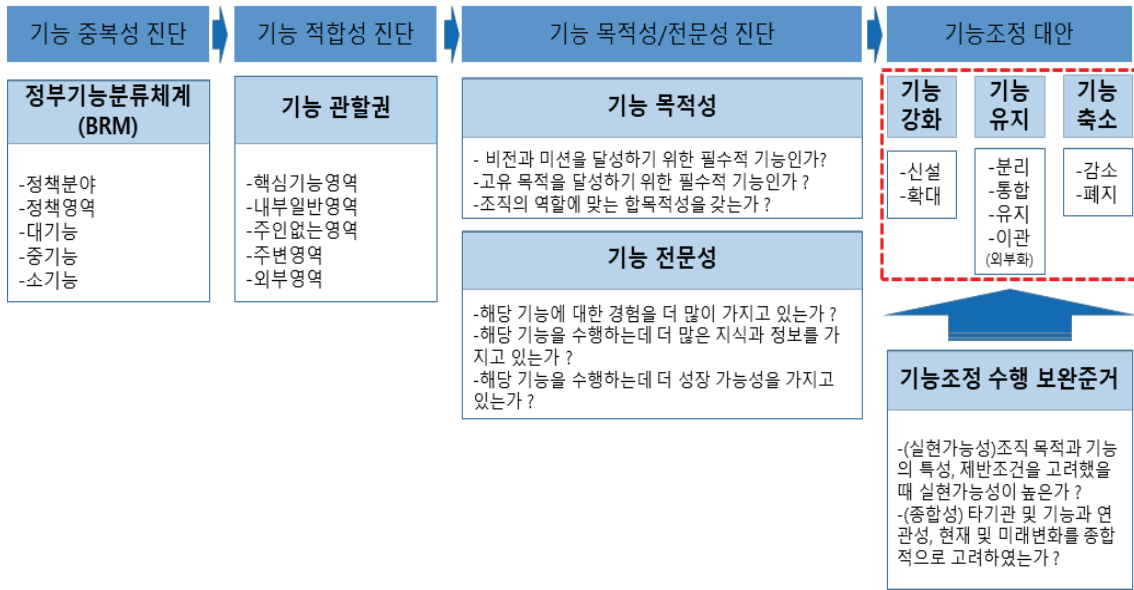 기능 중복성 진단
기능 적합성 진단
기능 목적성/전문성 진단
기능조정 대안
정부기능분류체계
(BRM)
-정책분야
-정책영역
-대기능
-중기능
-소기능
기능 관할권
-핵심기능영역
-내부일반영역
-주인없는영역
-주변영역
-외부영역
기능 목적성
- 비전과 미션을 달성하기 위한 필수적 기능인가?
-고유 목적을 달성하기 위한 필수적 기능인가 ?
-조직의 역할에 맞는 합목적성을 갖는가 ?
기능 전문성
-해당 기능에 대한 경험을 더 많이 가지고 있는가 ?
-해당 기능을 수행하는데 더 많은 지식과 정보를 가
지고 있는가 ?
-해당 기능을 수행하는데 더 성장 가능성을 가지고
있는가 ?
기능
강화
-신설
-확대
기능
유지
-분리
-통합
-유지
-이관
(외부화)
기능
축소
-감소
-폐지
기능조정 수행 보완준거
-(실현가능성)조직 목적과 기능
의 특성, 제반조건을 고려했을
때 실현가능성이 높은가 ?
-(종합성) 타기관 및 기능과 연
관성, 현재 및 미래변화를 종합
적으로 고려하였는가 ?